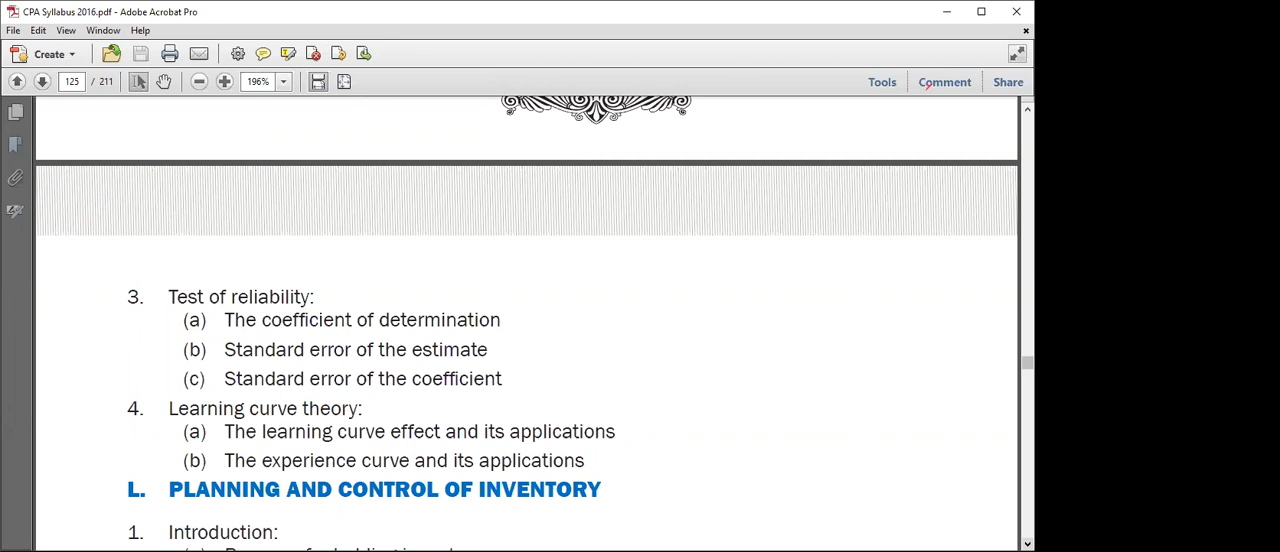 CPA Syllabus 2016.pdf - Adobe Acrobat Pro
File Edit View Window Help
Create
125 / 211 196% Tools Comment Share
3. Test of reliability:
(a) The coefficient of determination
(b) Standard error of the estimate
(c) Standard error of the coefficient
4. Learning curve theory:
(a) The learning curve effect and its applications
(b) The experience curve and its applications
L. PLANNING AND CONTROL OF INVENTORY
1. Introduction: